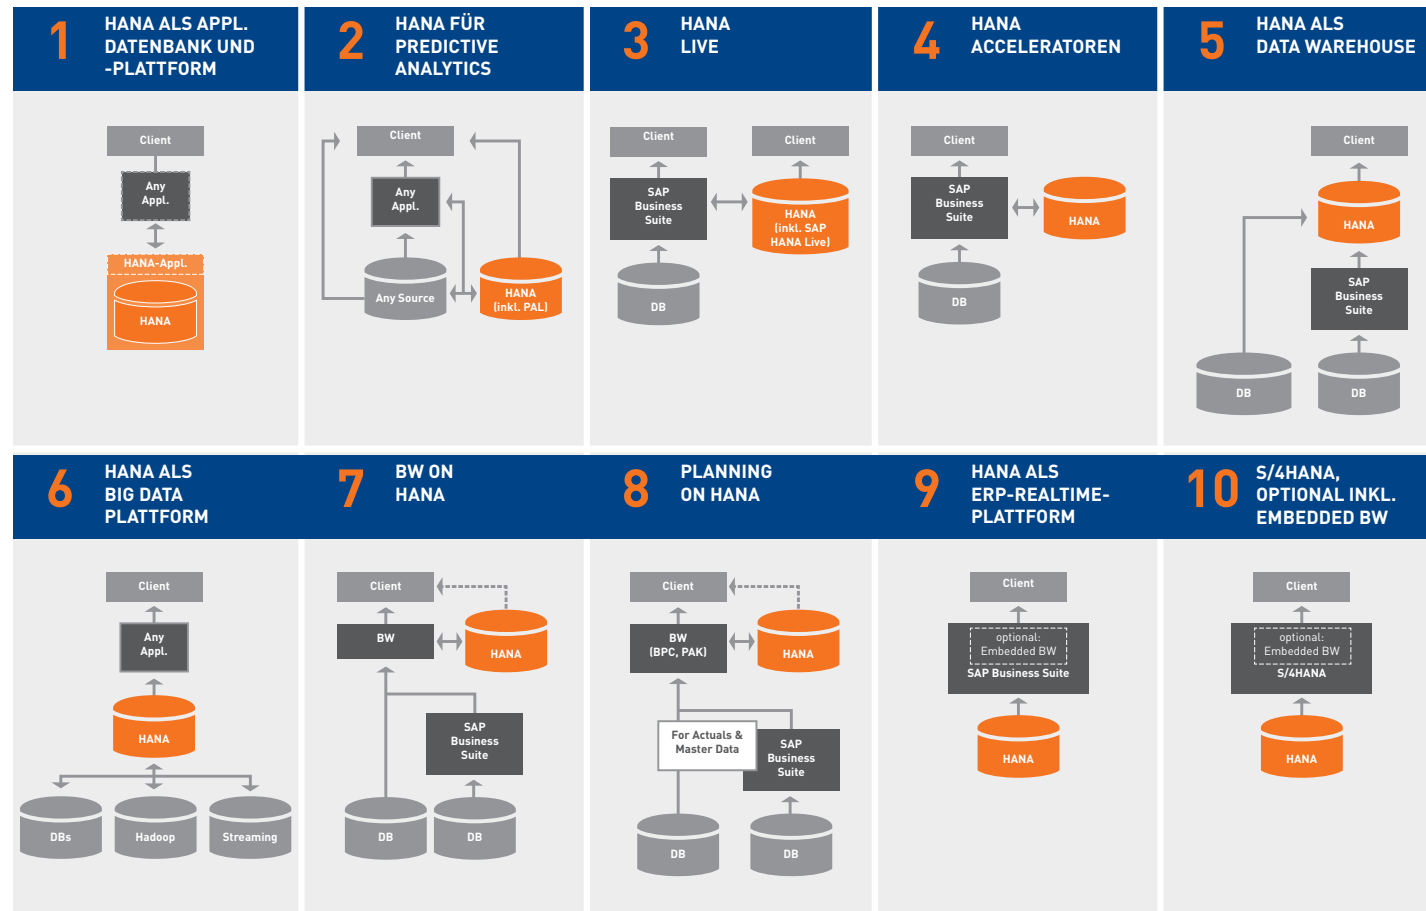 1
HANA ALS APPL.
DATENBANK UND
-PLATTFORM
Client
Any
Appl.
HANA-Appl.
HANA
2
HANA FÜR
PREDICTIVE
ANALYTICS
Client
Any
Appl.
Any Source
HANA
(inkl. PAL)
3
HANA
LIVE
Client
Client
SAP
Business
Suite
HANA
(inkl. SAP
HANA Live)
DB
4
HANA
ACCELERATOREN
Client
SAP
Business
Suite
HANA
DB
5
HANA ALS
DATA WAREHOUSE
Client
HANA
SAP
Business
Suite
DB
DB
6
HANA ALS
BIG DATA
PLATTFORM
Client
Any
Appl.
HANA
DBs
Hadoop
Streaming
7
BW ON
HANA
Client
BW
HANA
SAP
Business
Suite
DB
DB
8
PLANNING
ON HANA
Client
BW
(BPC, PAK)
HANA
For Actuals &
Master Data
SAP
Business
Suite
DB
DB
9
HANA ALS
ERP-REALTIME-
PLATTFORM
Client
optional:
Embedded BW
SAP Business Suite
HANA
10
S/4HANA,
OPTIONAL INKL.
EMBEDDED BW
Client
optional:
Embedded BW
S/4HANA
HANA